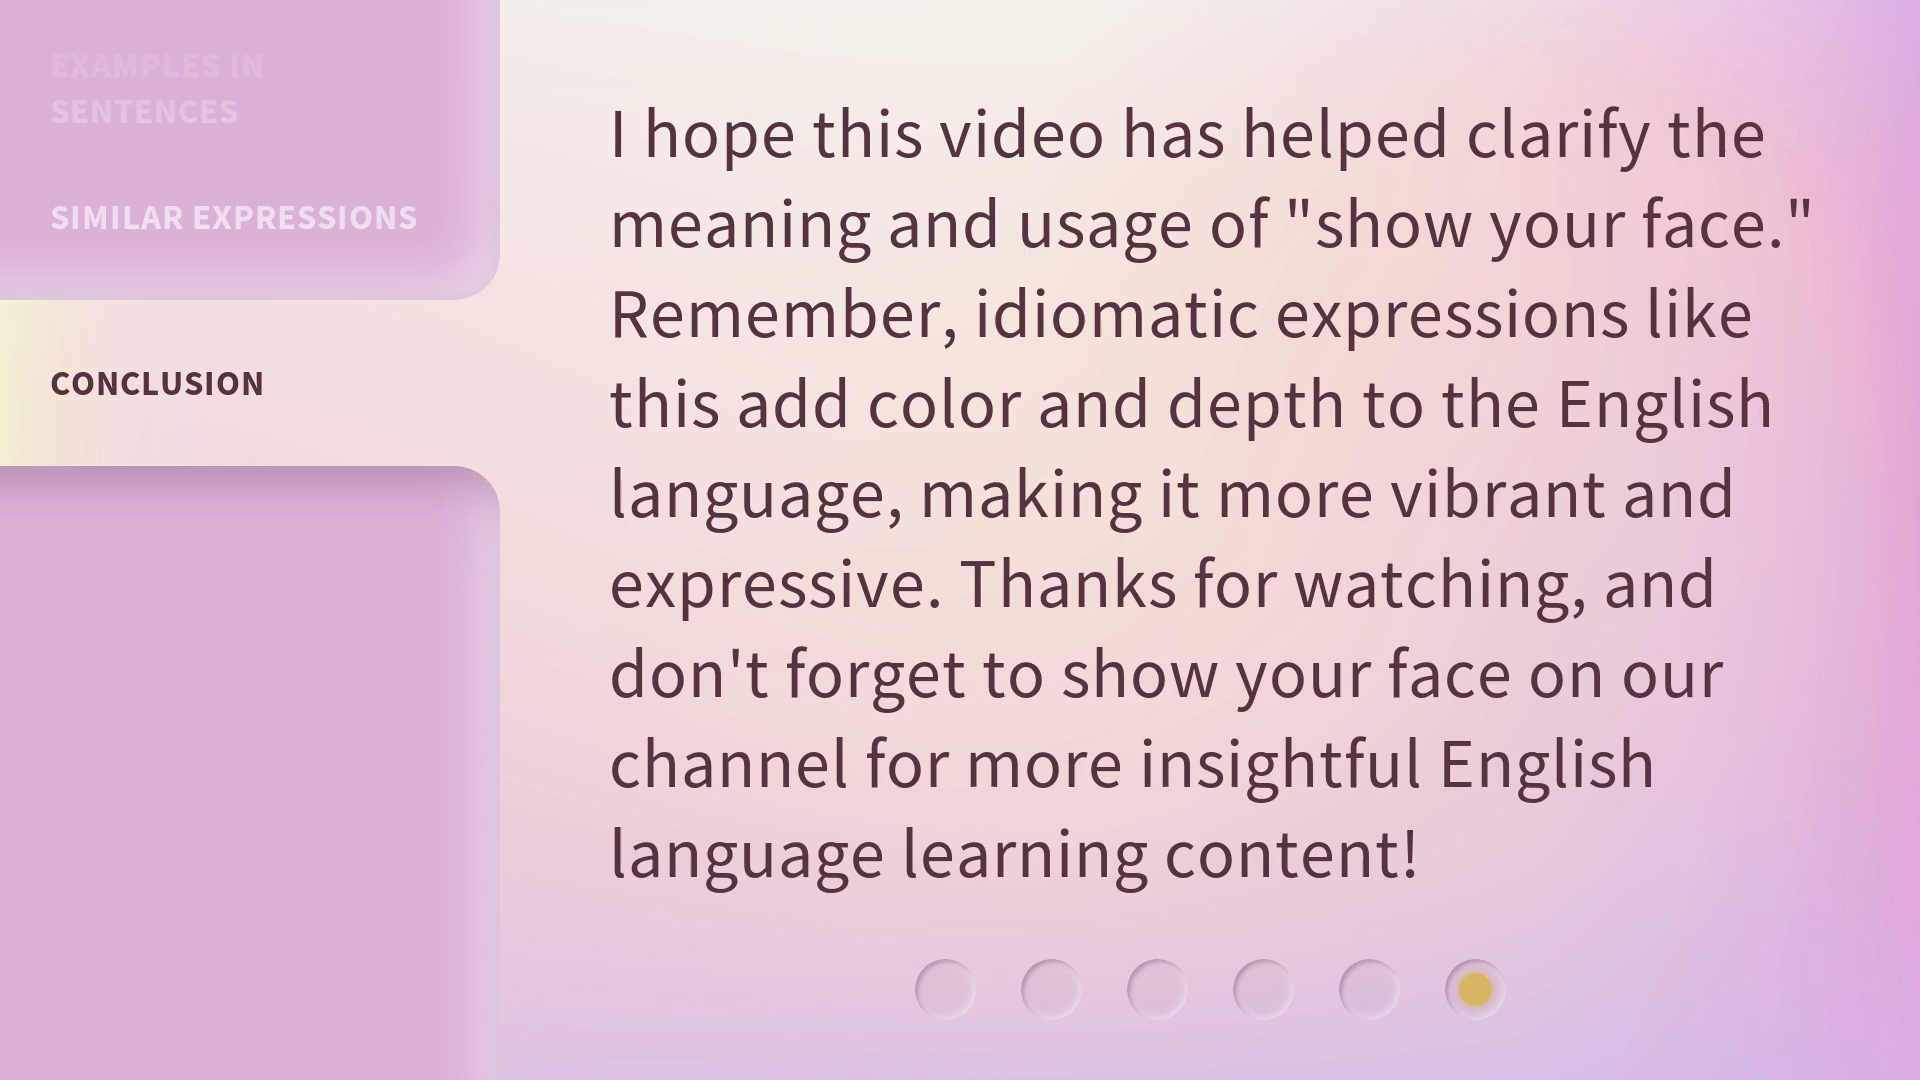 EXAMPLES IN
SENTENCES
SIMILAR EXPRESSIONS
CONCLUSION
I hope this video has helped clarify the
meaning and usage of "show your face."
Remember, idiomatic expressions like
this add color and depth to the English
language, making it more vibrant and
expressive. Thanks for watching, and
don't forget to show your face on our
channel for more insightful English
language learning content!